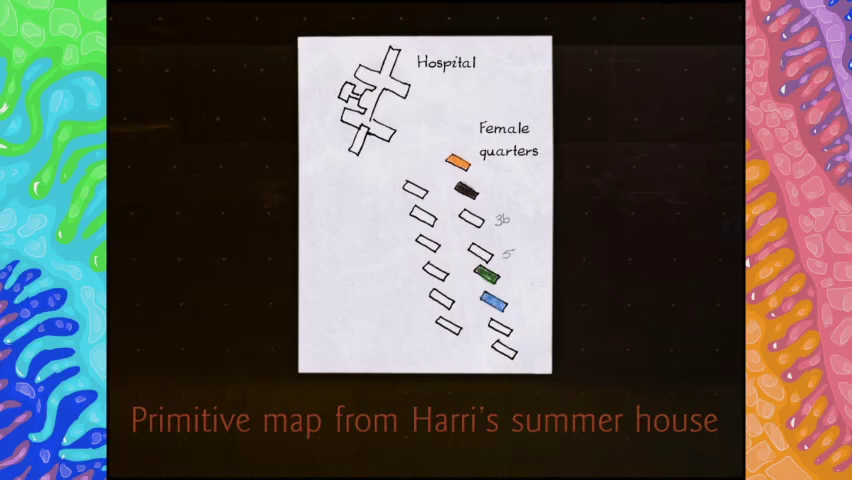 Hospital
Female
quarters
36
5
Primitive map from Harri's summer house